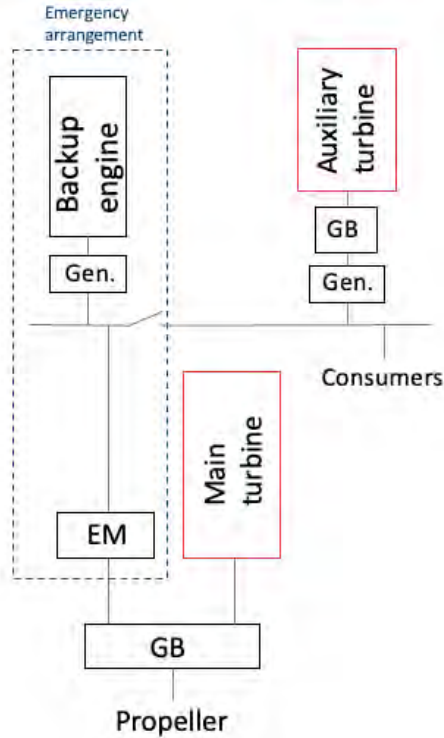 Emergency
arrangement
Backup
engine
Auxiliary
turbine
GB
Gen.
Gen.
Consumers
Main
turbine
EM
GB
Propeller